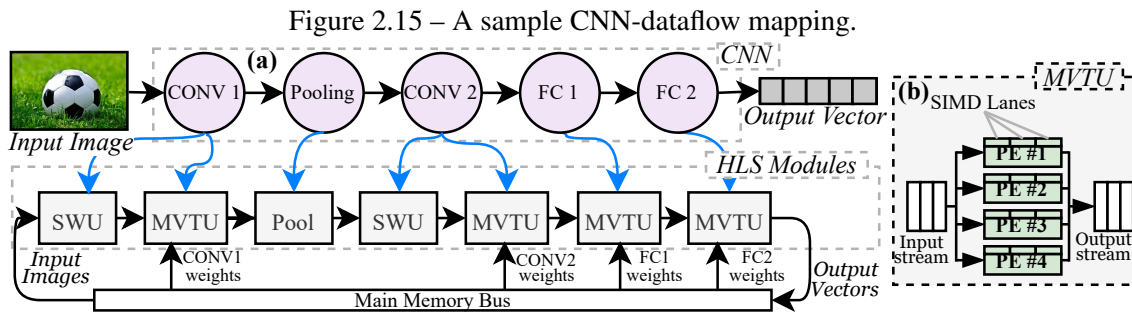 Figure 2.15 – A sample CNN-dataflow mapping.
(a)
CNN
CONV 1
Pooling
CONV 2
FC 1
FC 2
Input Image
Output Vector
HLS Modules
SWU
MVTU
Pool
SWU
MVTU
MVTU
MVTU
Input
Images
CONV1
weights
CONV2
weights
FC1
weights
FC2
weights
Output
Vectors
Main Memory Bus
(b)
MVTU
SIMD Lanes
PE #1
PE #2
PE #3
PE #4
Input
stream
Output
stream